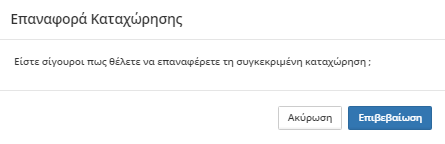 Επαναφορά Καταχώρησης
Είστε σίγουροι πως θέλετε να επαναφέρετε τη συγκεκριμένη καταχώρηση ;
Ακύρωση Επιβεβαίωση